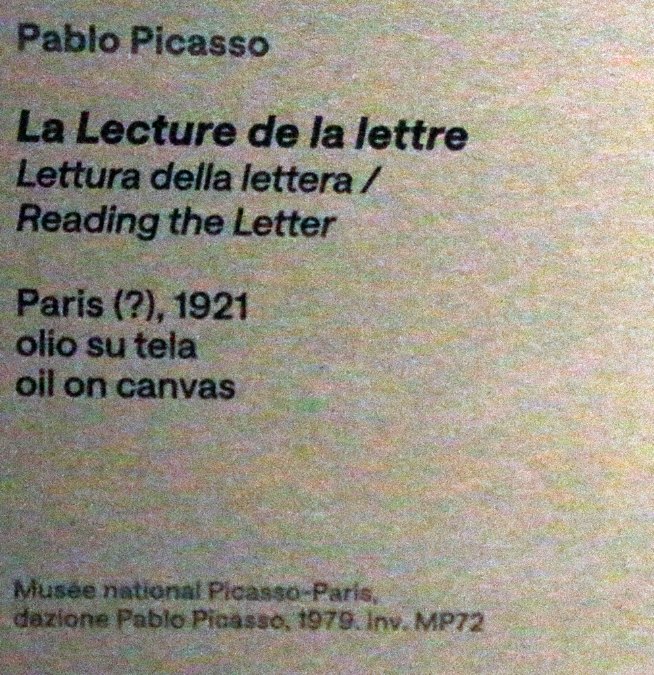 Pablo Picasso
La Lecture de la lettre
Lettura della lettera /
Reading the Letter
Paris (?), 1921
olio su tela
oil on canvas
Musée national Picasso-Paris,
dazione Pablo Picasso, 1979. Inv. MP72